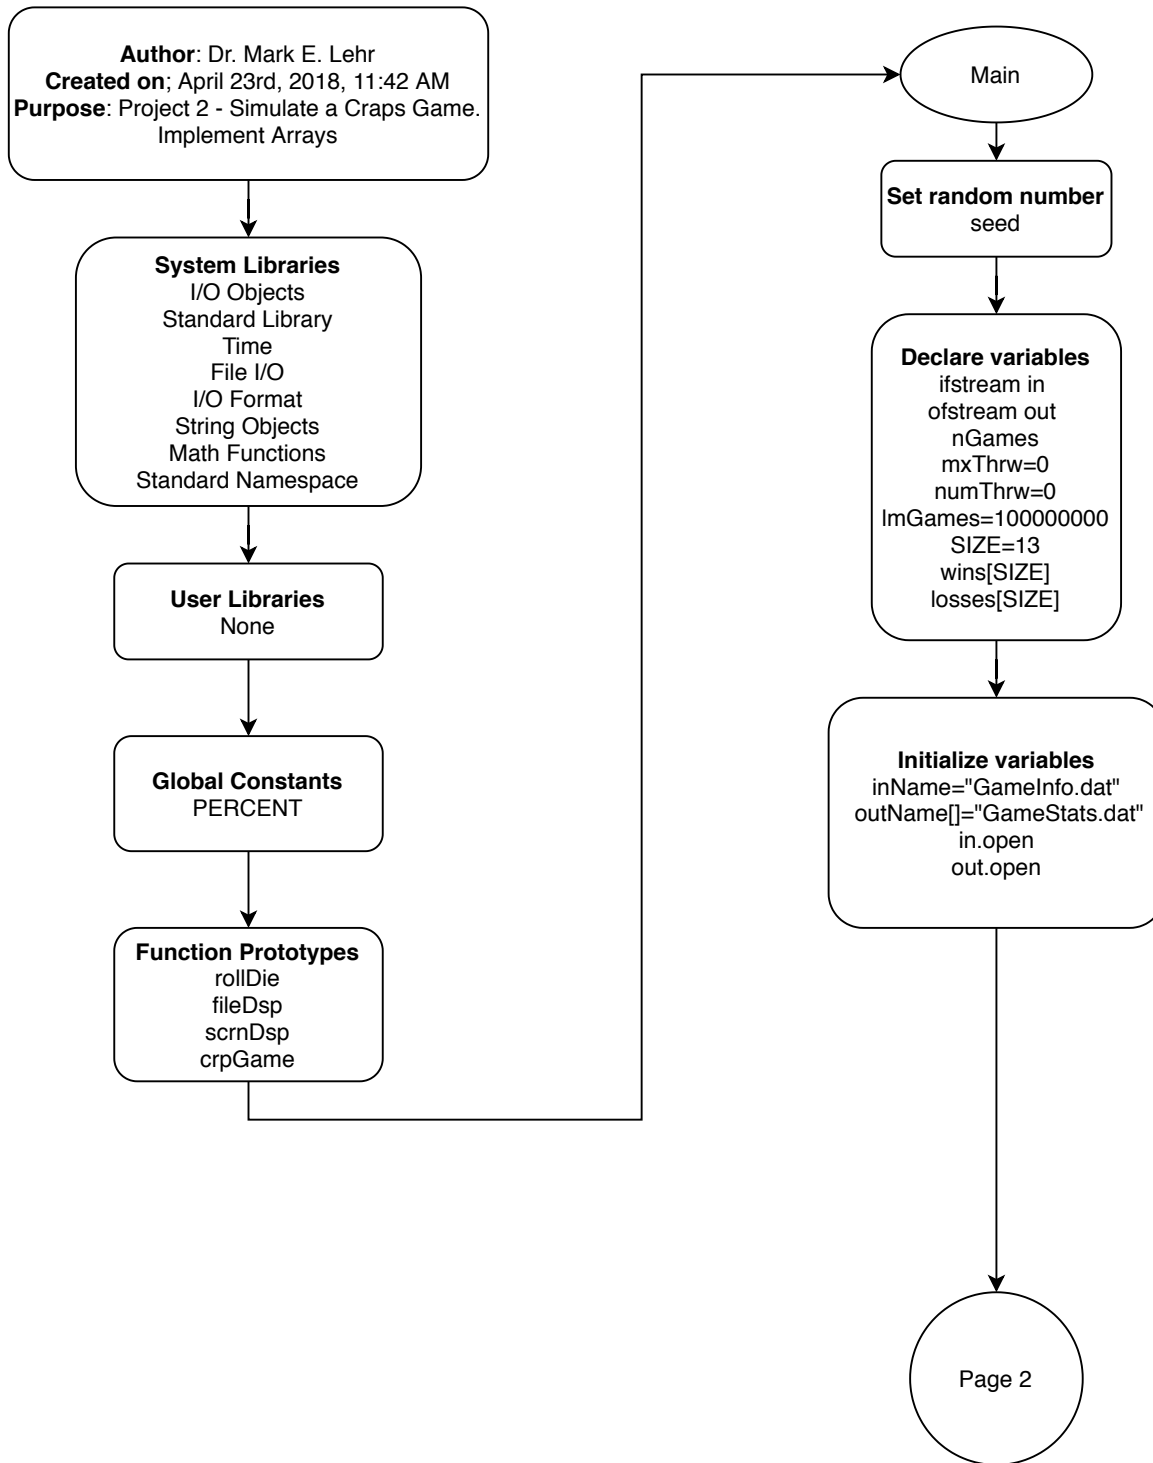 Author: Dr. Mark E. Lehr
Created on; April 23rd, 2018, 11:42 AM
Purpose: Project 2 - Simulate a Craps Game.
Implement Arrays
System Libraries
I/O Objects
Standard Library
Time
File I/O
I/O Format
String Objects
Math Functions
Standard Namespace
User Libraries
None
Global Constants
PERCENT
Function Prototypes
rollDie
fileDsp
scrnDsp
crpGame
Main
Set random number
seed
Declare variables
ifstream in
ofstream out
nGames
mxThrw=0
numThrw=0
lmGames=100000000
SIZE=13
wins[SIZE]
losses[SIZE]
Initialize variables
inName="GameInfo.dat"
outName[]="GameStats.dat"
in.open
out.open
Page 2